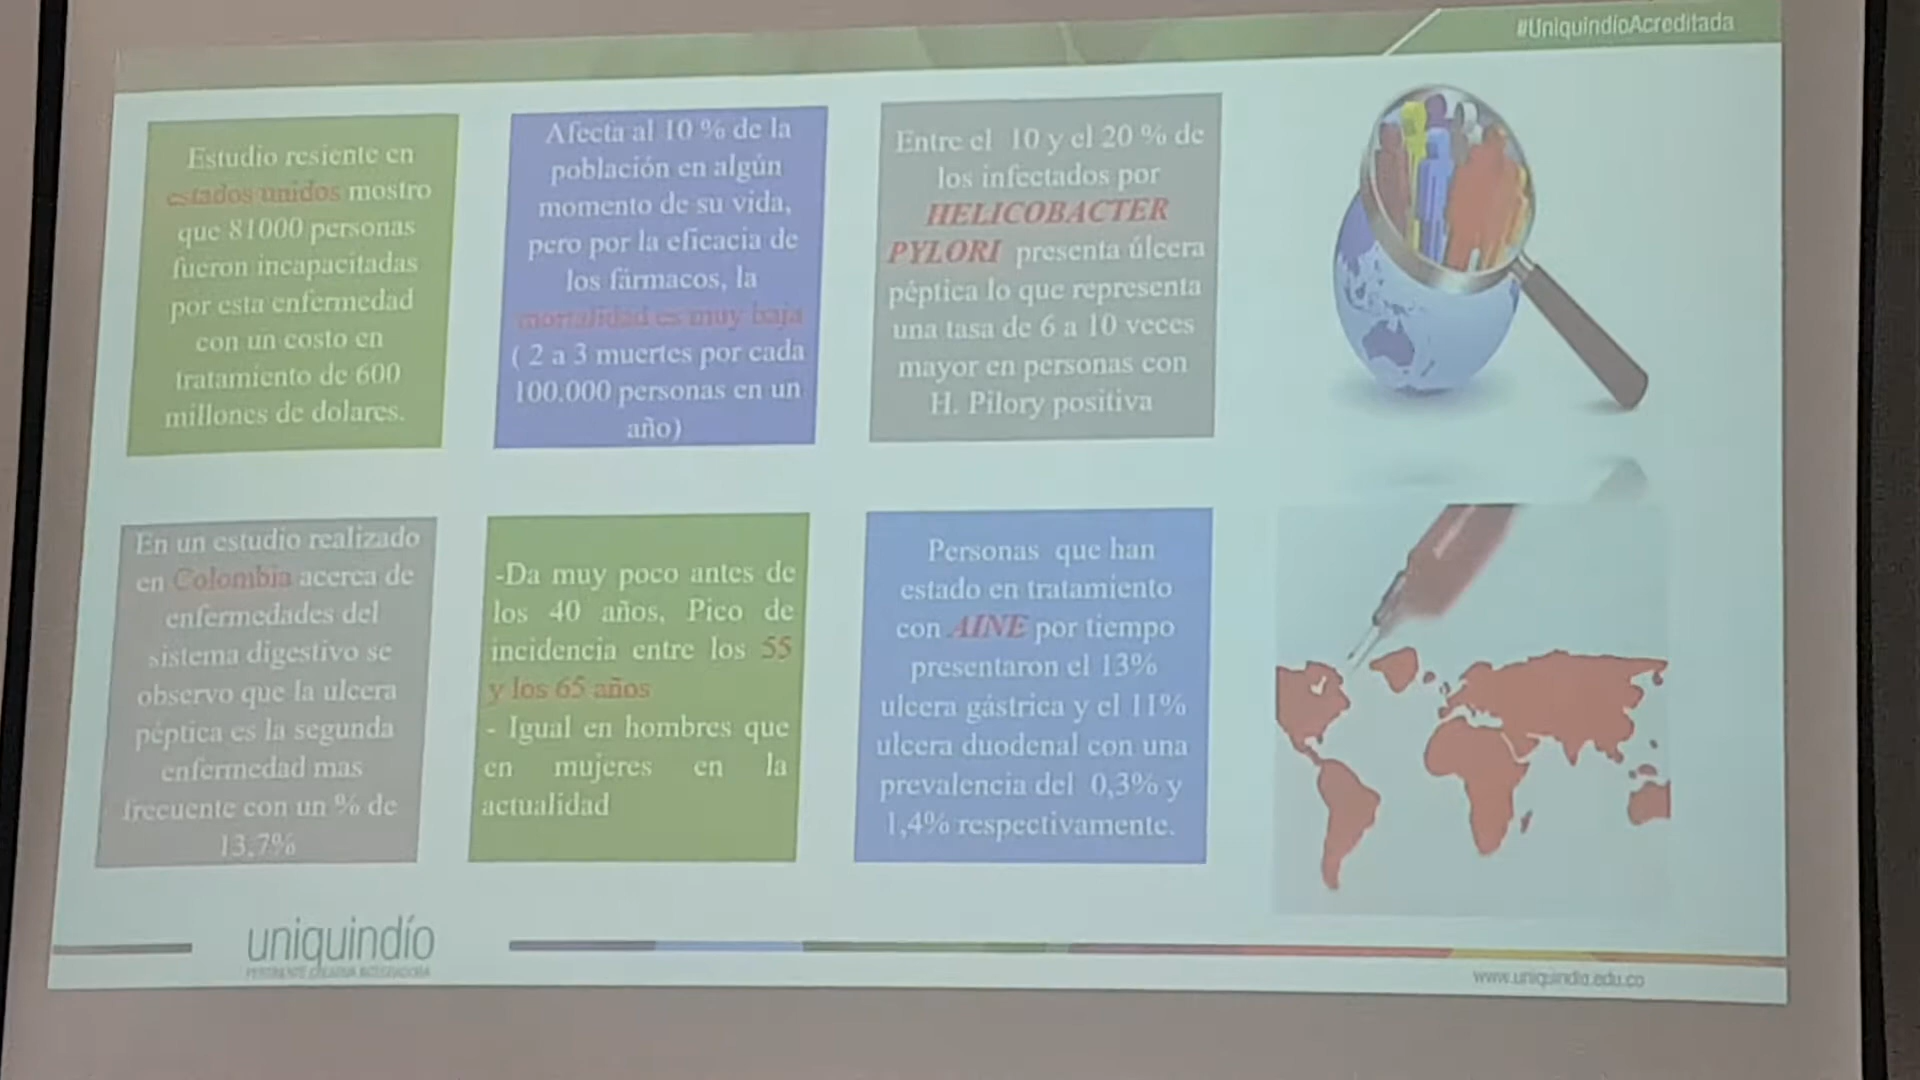 #UniquindíoAcreditada
Estudio resiente en
estados unidos mostro
que 81000 personas
fueron incapacitadas
por esta enfermedad
con un costo en
tratamiento de 600
millones de dolares.
Afecta al 10 % de la
población en algún
momento de su vida,
pero por la eficacia de
los fármacos, la
mortalidad es muy baja
( 2 a 3 muertes por cada
100.000 personas en un
año)
Entre el 10 y el 20 % de
los infectados por
HELICOBACTER
PYLORI presenta úlcera
péptica lo que representa
una tasa de 6 a 10 veces
mayor en personas con
H. Pilory positiva
En un estudio realizado
en Colombia acerca de
enfermedades del
sistema digestivo se
observo que la ulcera
péptica es la segunda
enfermedad mas
frecuente con un % de
13,7%
-Da muy poco antes de
los 40 años, Pico de
incidencia entre los 55
y los 65 años
- Igual en hombres que
en mujeres en la
actualidad
Personas que han
estado en tratamiento
con AINE por tiempo
presentaron el 13%
ulcera gástrica y el 11%
ulcera duodenal con una
prevalencia del 0,3% y
1,4% respectivamente.
uniquindío
PERTINENTE CREATIVA INTEGRADORA
www.uniquindio.edu.co